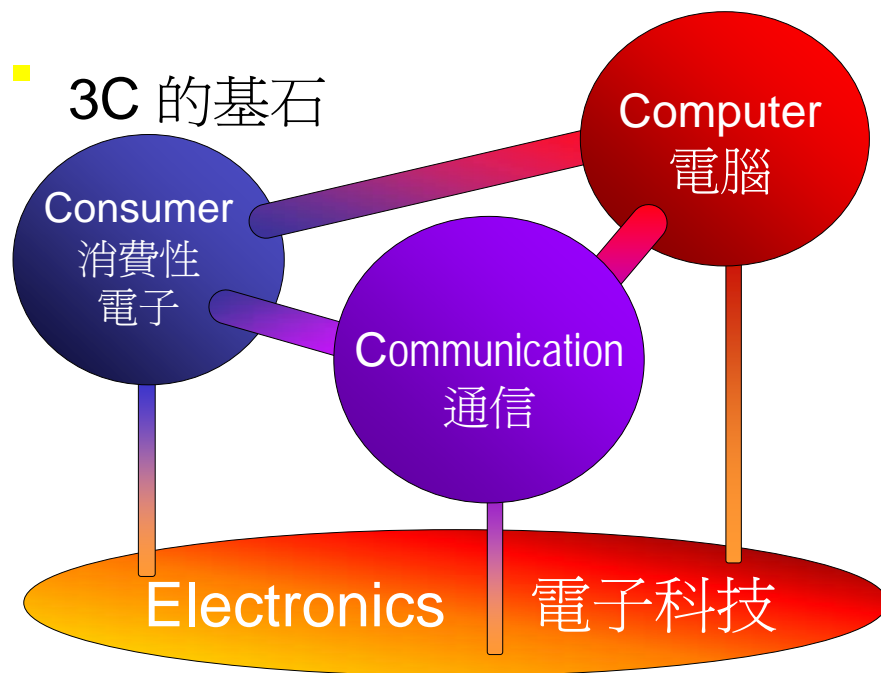 3C 的基石
Computer
電腦
Consumer
消費性
電子
Communication
通信
Electronics 電子科技